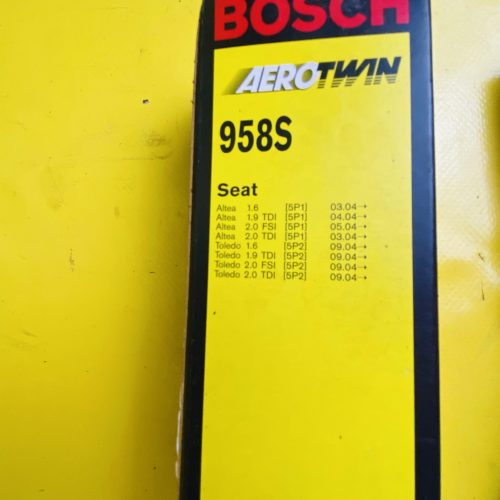 BOSCH
AEROTWIN
958S
Seat
Altea 1.6 [5P1] 03.04→
Altea 1.9 TDI [5P1] 04.04→
Altea 2.0 FSI [5P1] 05.04→
Altea 2.0 TDI [5P1] 03.04→
Toledo 1.6 [5P2] 09.04→
Toledo 1.9 TDI [5P2] 09.04→
Toledo 2.0 FSI [5P2] 09.04→
Toledo 2.0 TDI [5P2] 09.04→